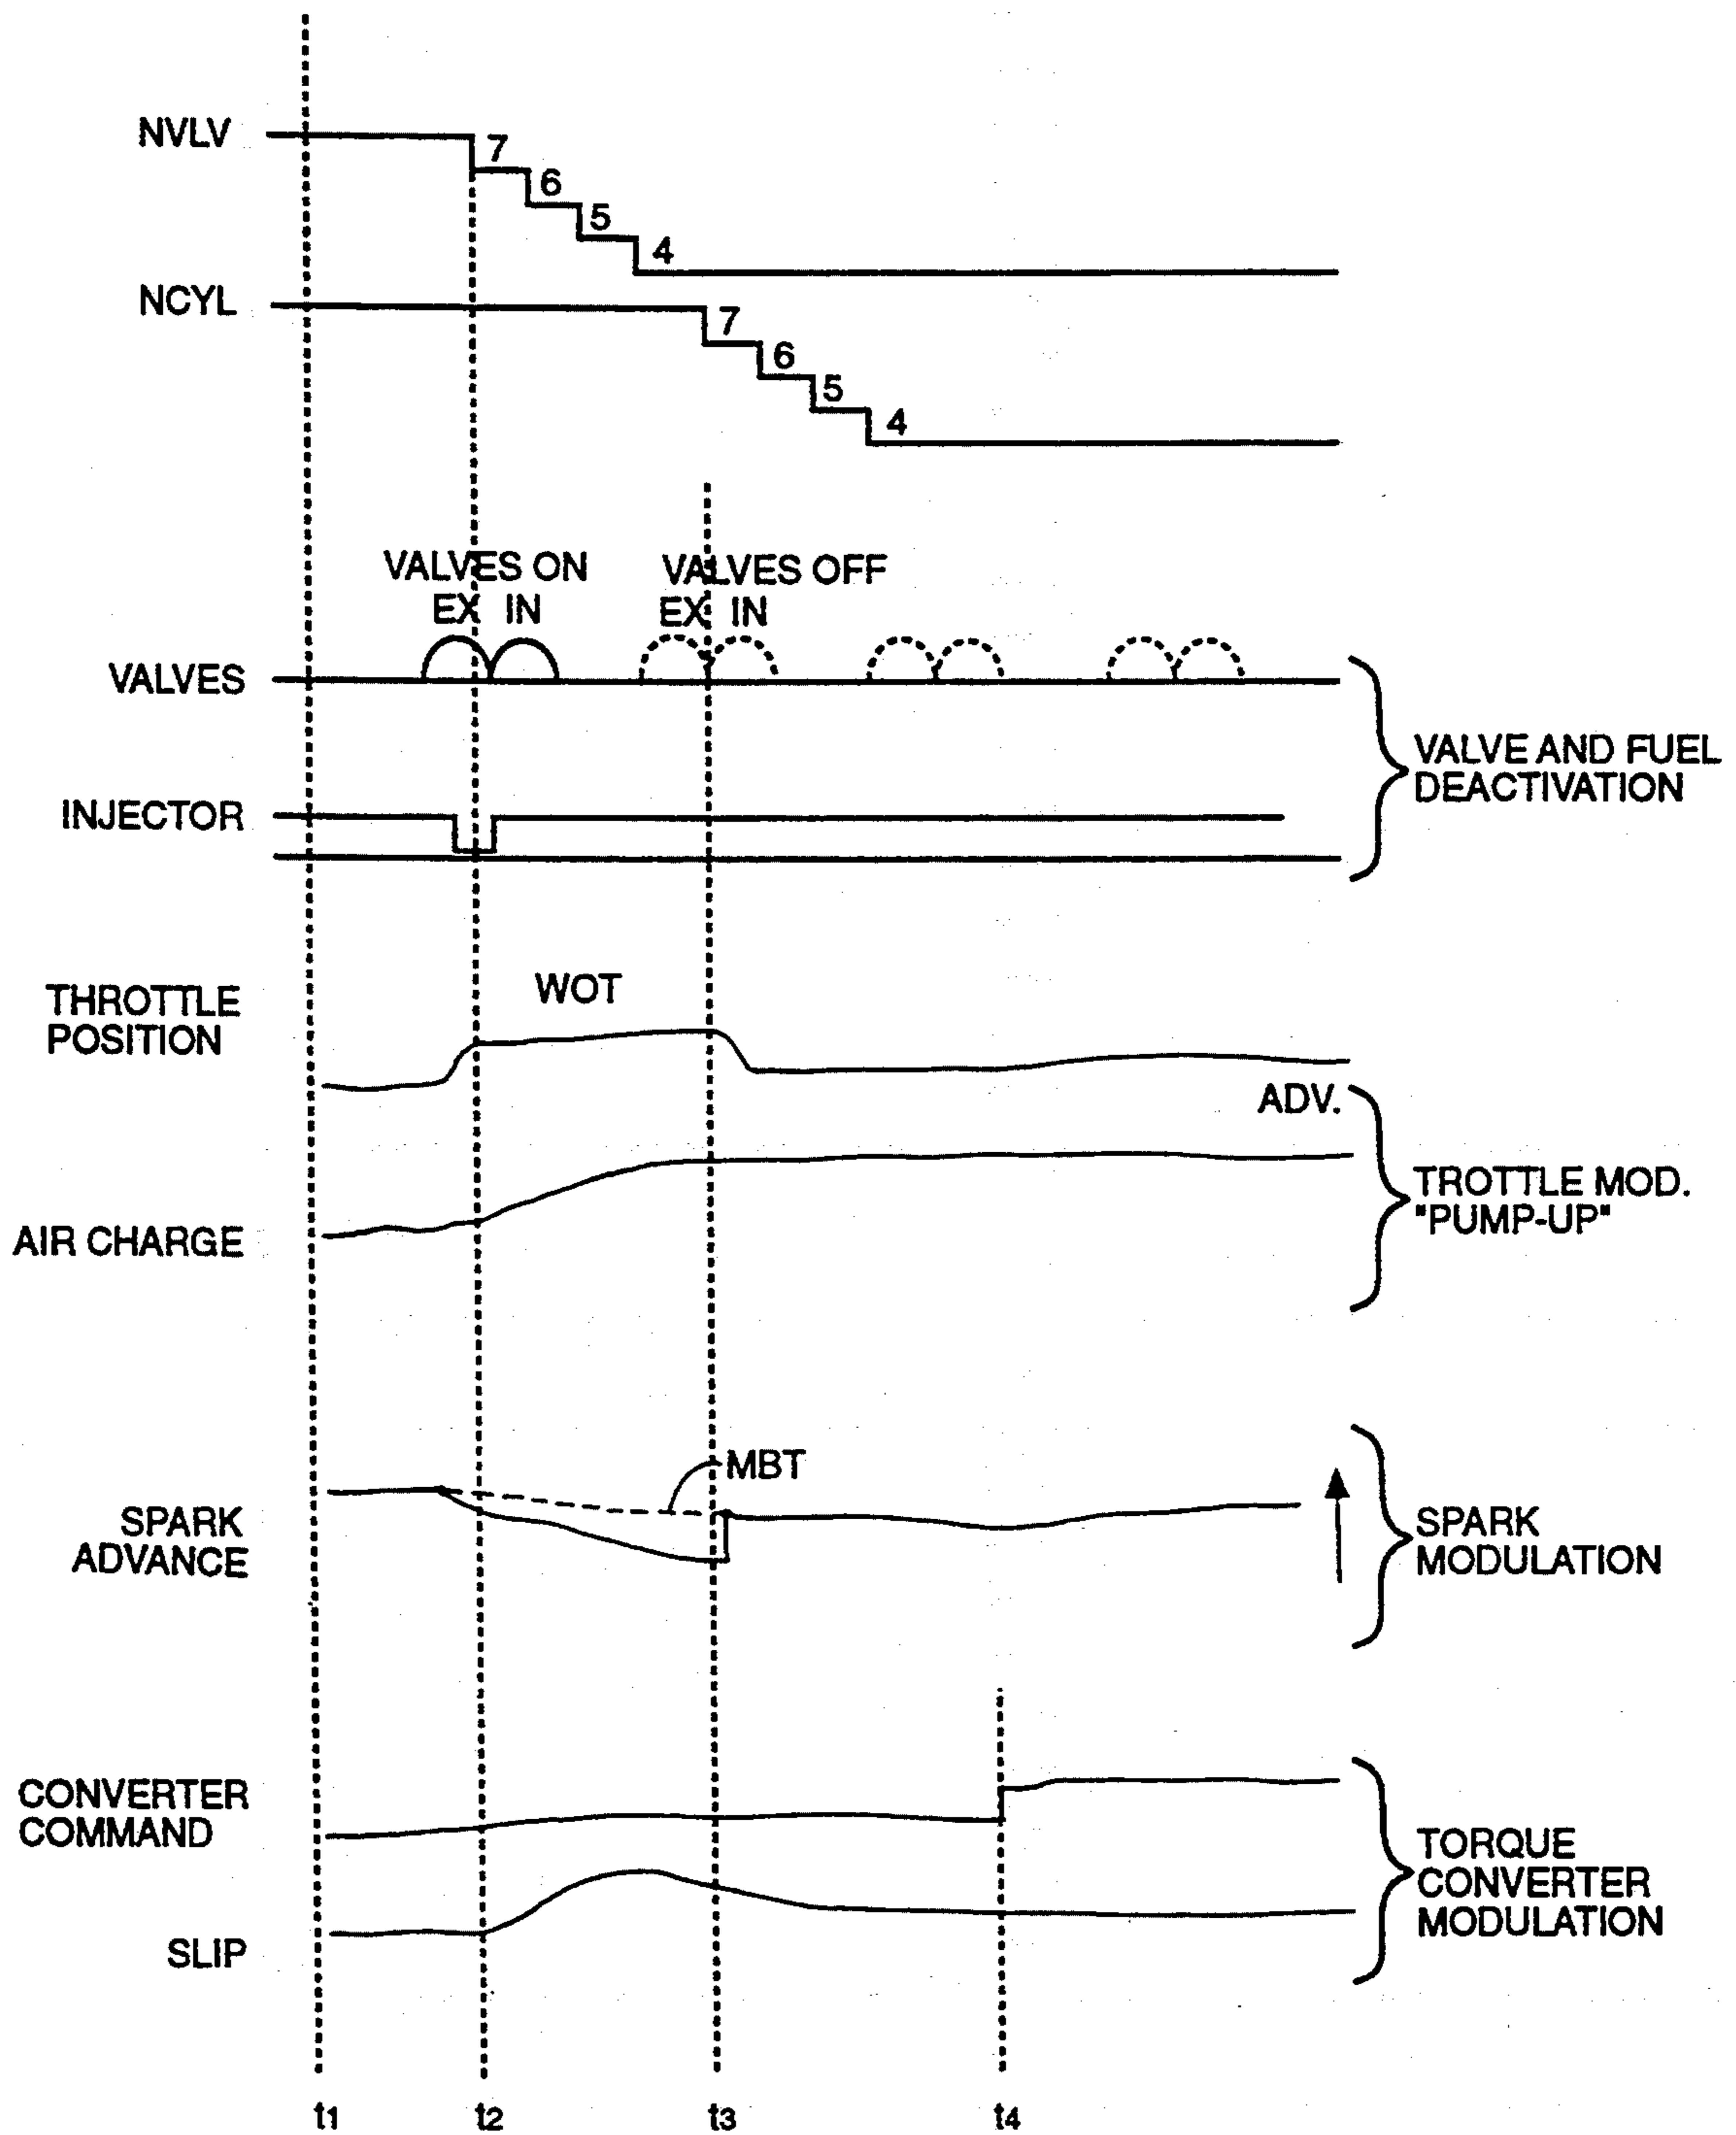 NVLV
7
6
5
4
NCYL
7
6
5
4
VALVES ON
EX IN
VALVES OFF
EX IN
VALVES
VALVE AND FUEL
DEACTIVATION
INJECTOR
THROTTLE
POSITION
WOT
ADV.
AIR CHARGE
TROTTLE MOD.
"PUMP-UP"
MBT
SPARK
ADVANCE
SPARK
MODULATION
CONVERTER
COMMAND
TORQUE
CONVERTER
MODULATION
SLIP
t1 t2 t3 t4